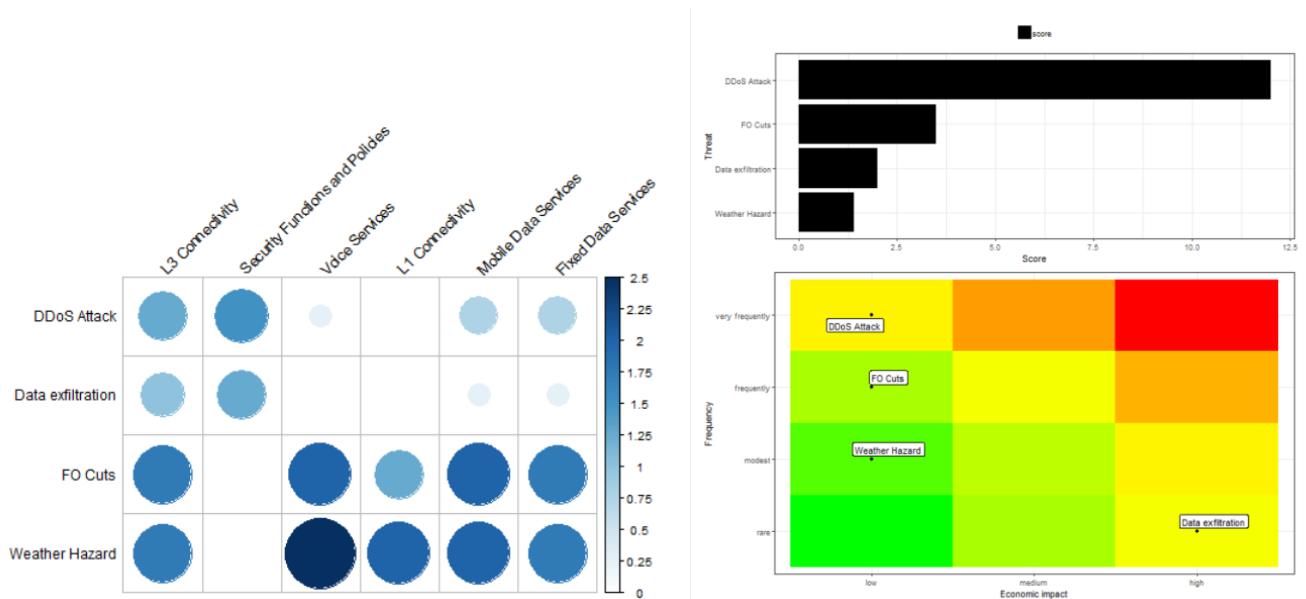 L3 Connectivity
Security Functions and Policies
Voice Services
L1 Connectivity
Mobile Data Services
Fixed Data Services
DDoS Attack
Data exfiltration
FO Cuts
Weather Hazard
2.5
2.25
2
1.75
1.5
1.25
1
0.75
0.5
0.25
0
score
Threat
DDoS Attack
FO Cuts
Data exfiltration
Weather Hazard
0.0
2.5
5.0
7.5
10.0
12.5
Score
Frequency
very frequently
frequently
modest
rare
DDoS Attack
FO Cuts
Weather Hazard
Data exfiltration
low
medium
high
Economic impact